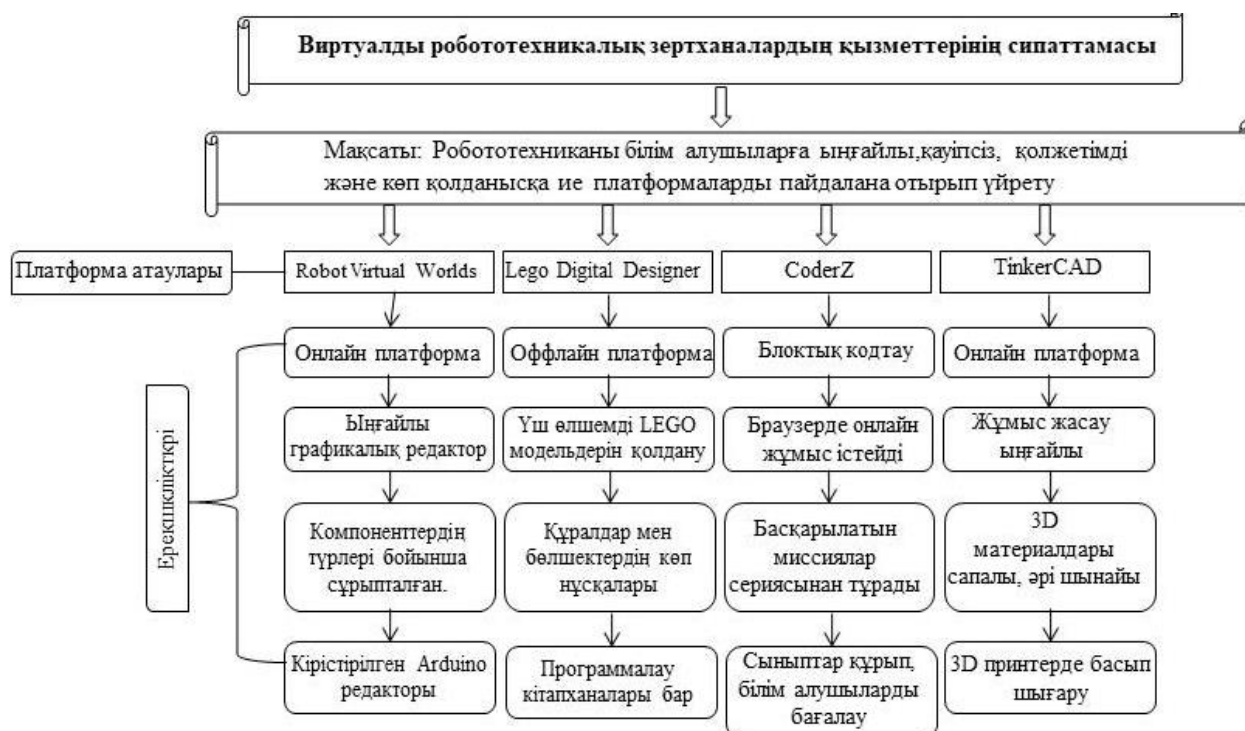 Виртуалды робототехникалық зертханалардың қызметтерінің сипаттамасы
Мақсаты: Робототехниканы білім алушыларға ыңғайлы,қауіпсіз, қолжетімді
және көп қолданысқа ие платформаларды пайдалана отырып үйрету
Платформа атаулары
Robot Virtual Worlds
Lego Digital Designer
CoderZ
TinkerCAD
Ерекшелікткрі
Онлайн платформа
Оффлайн платформа
Блоктық кодтау
Онлайн платформа
Ыңғайлы
графикалық редактор
Үш өлшемді LEGO
модельдерін қолдану
Браузерде онлайн
жұмыс істейді
Жұмыс жасау
ыңғайлы
Компоненттердің
түрлері бойынша
сұрыпталған.
Құралдар мен
бөлшектердің көп
нұсқалары
Басқарылатын
миссиялар
сериясынан тұрады
3D
материалдары
сапалы, әрі шынайы
Кірістірілген Arduino
редакторы
Программалау
кітапханалары бар
Сыныптар құрып,
білім алушыларды
бағалау
3D принтерде басып
шығару